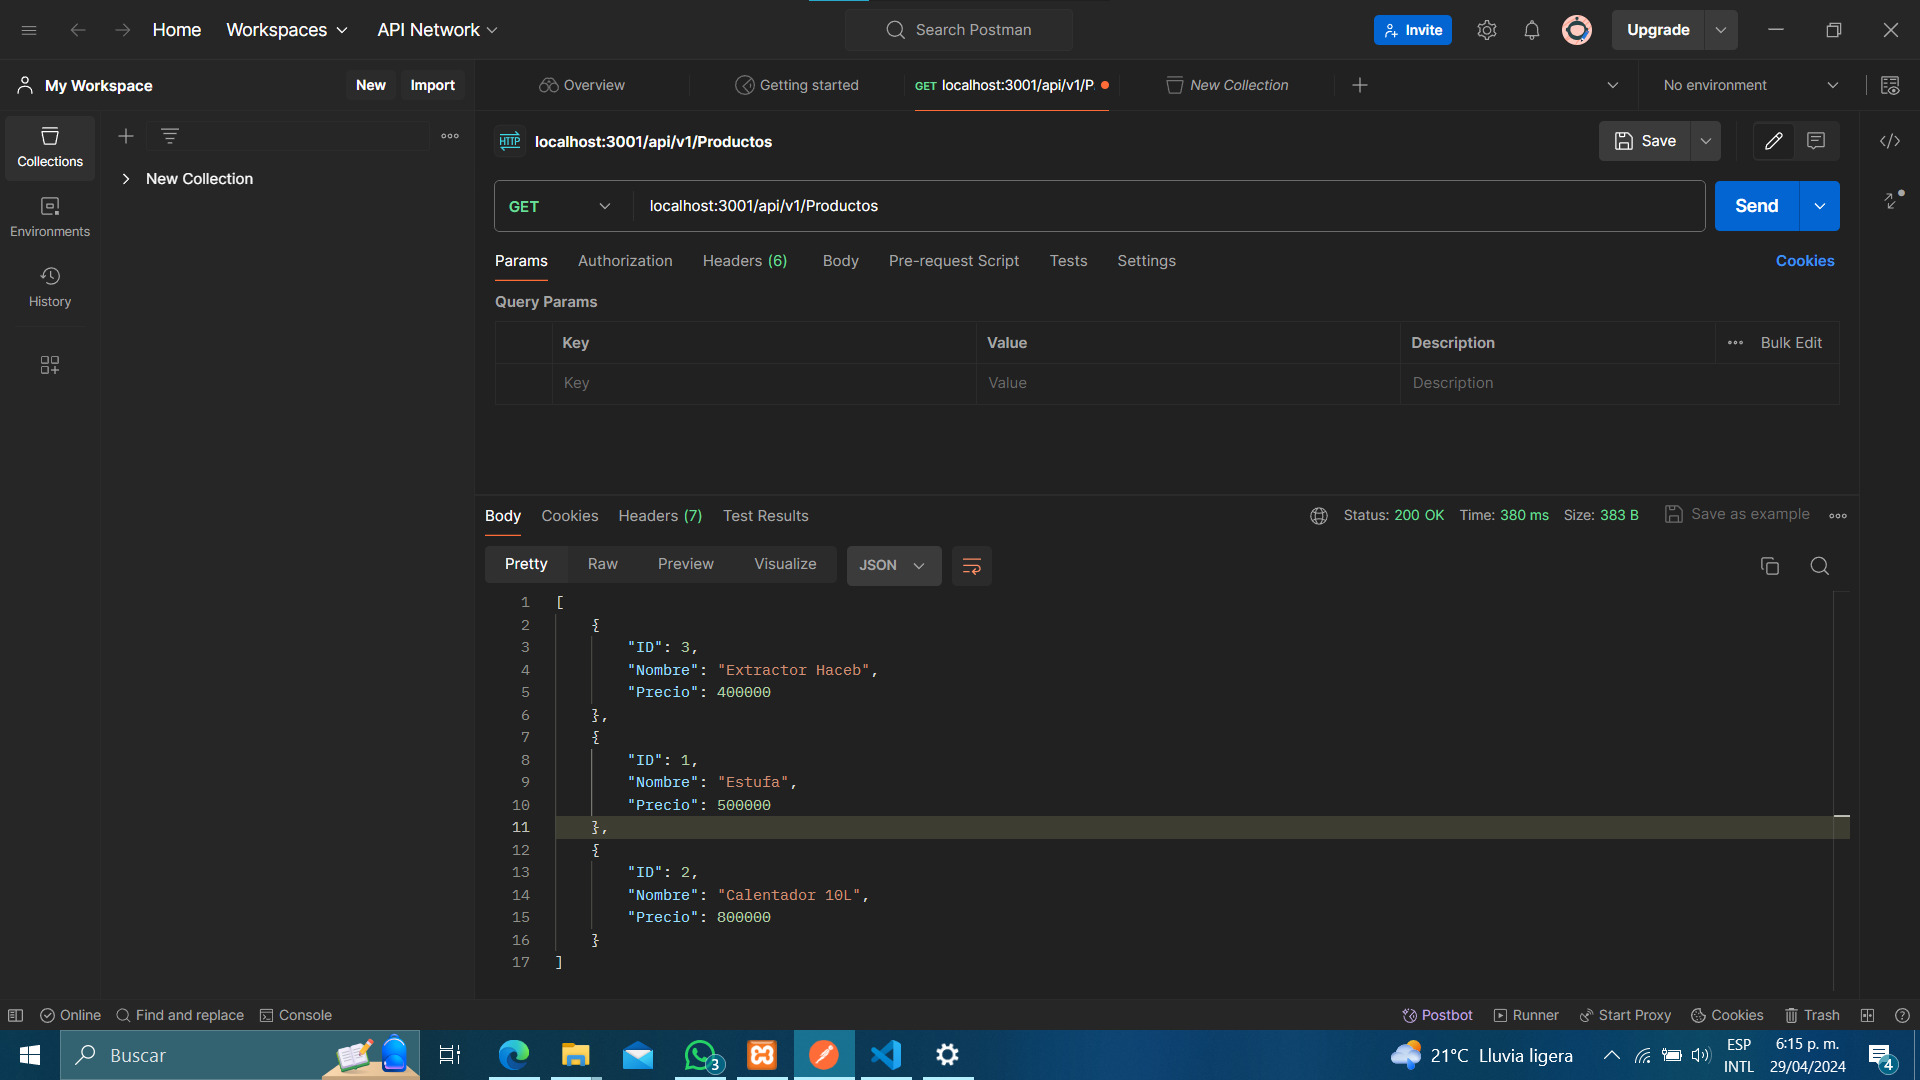 Home Workspaces API Network Search Postman Invite Upgrade
My Workspace New Import Overview Getting started GET localhost:3001/api/v1/P New Collection No environment
Collections
Environments
History
New Collection
HTTP localhost:3001/api/v1/Productos Save
GET localhost:3001/api/v1/Productos Send
Params Authorization Headers (6) Body Pre-request Script Tests Settings Cookies
Query Params
Key Value Description Bulk Edit
Key Value Description
Body Cookies Headers (7) Test Results Status: 200 OK Time: 380 ms Size: 383 B Save as example
Pretty Raw Preview Visualize JSON
1 [
2 {
3 "ID": 3,
4 "Nombre": "Extractor Haceb",
5 "Precio": 400000
6 },
7 {
8 "ID": 1,
9 "Nombre": "Estufa",
10 "Precio": 500000
11 },
12 {
13 "ID": 2,
14 "Nombre": "Calentador 10L",
15 "Precio": 800000
16 }
17 ]
Online Find and replace Console Postbot Runner Start Proxy Cookies Trash
Buscar 3 21°C Lluvia ligera ESP INTL 6:15 p. m. 29/04/2024 4